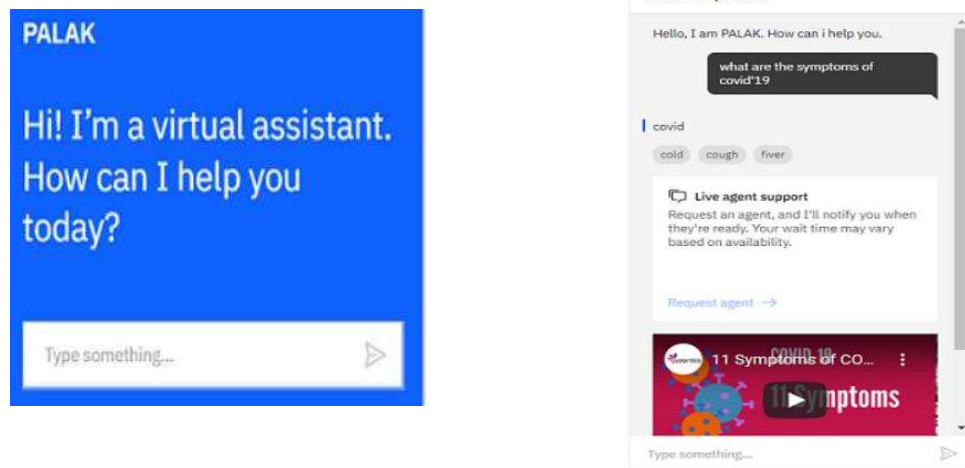 PALAK
Hi! I'm a virtual assistant.
How can I help you
today?
Type something...
Hello, I am PALAK. How can i help you.
what are the symptoms of
covid'19
covid
cold cough fiver
Live agent support
Request an agent, and I'll notify you when
they're ready. Your wait time may vary
based on availability.
Request agent
11 Symptoms of CO...
COVID 19
11 Symptoms
Type something...